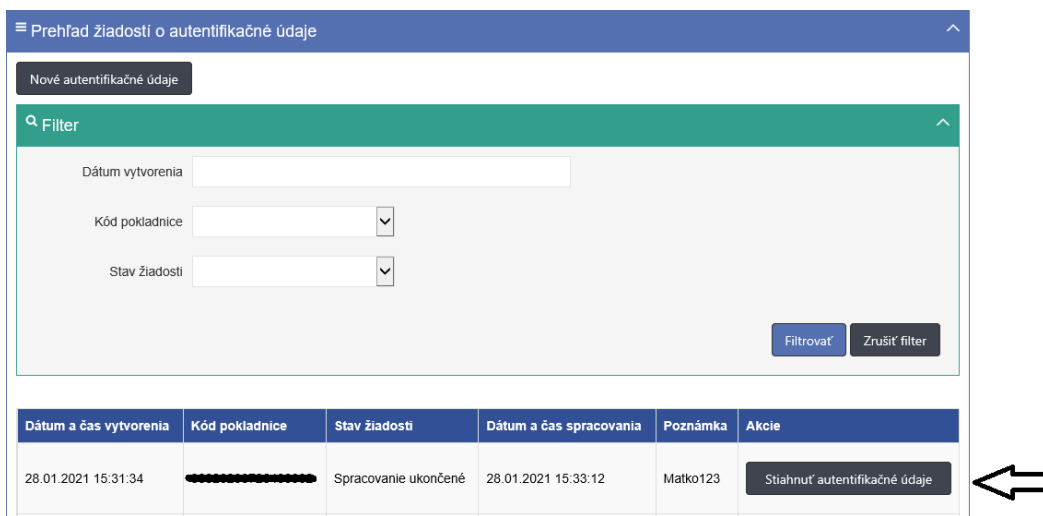 Prehľad žiadostí o autentifikačné údaje
Nové autentifikačné údaje
Filter
Dátum vytvorenia
Kód pokladnice
Stav žiadosti
Filtrovať Zrušiť filter
Dátum a čas vytvorenia Kód pokladnice Stav žiadosti Dátum a čas spracovania Poznámka Akcie
28.01.2021 15:31:34 Spracovanie ukončené 28.01.2021 15:33:12 Matko123 Stiahnuť autentifikačné údaje